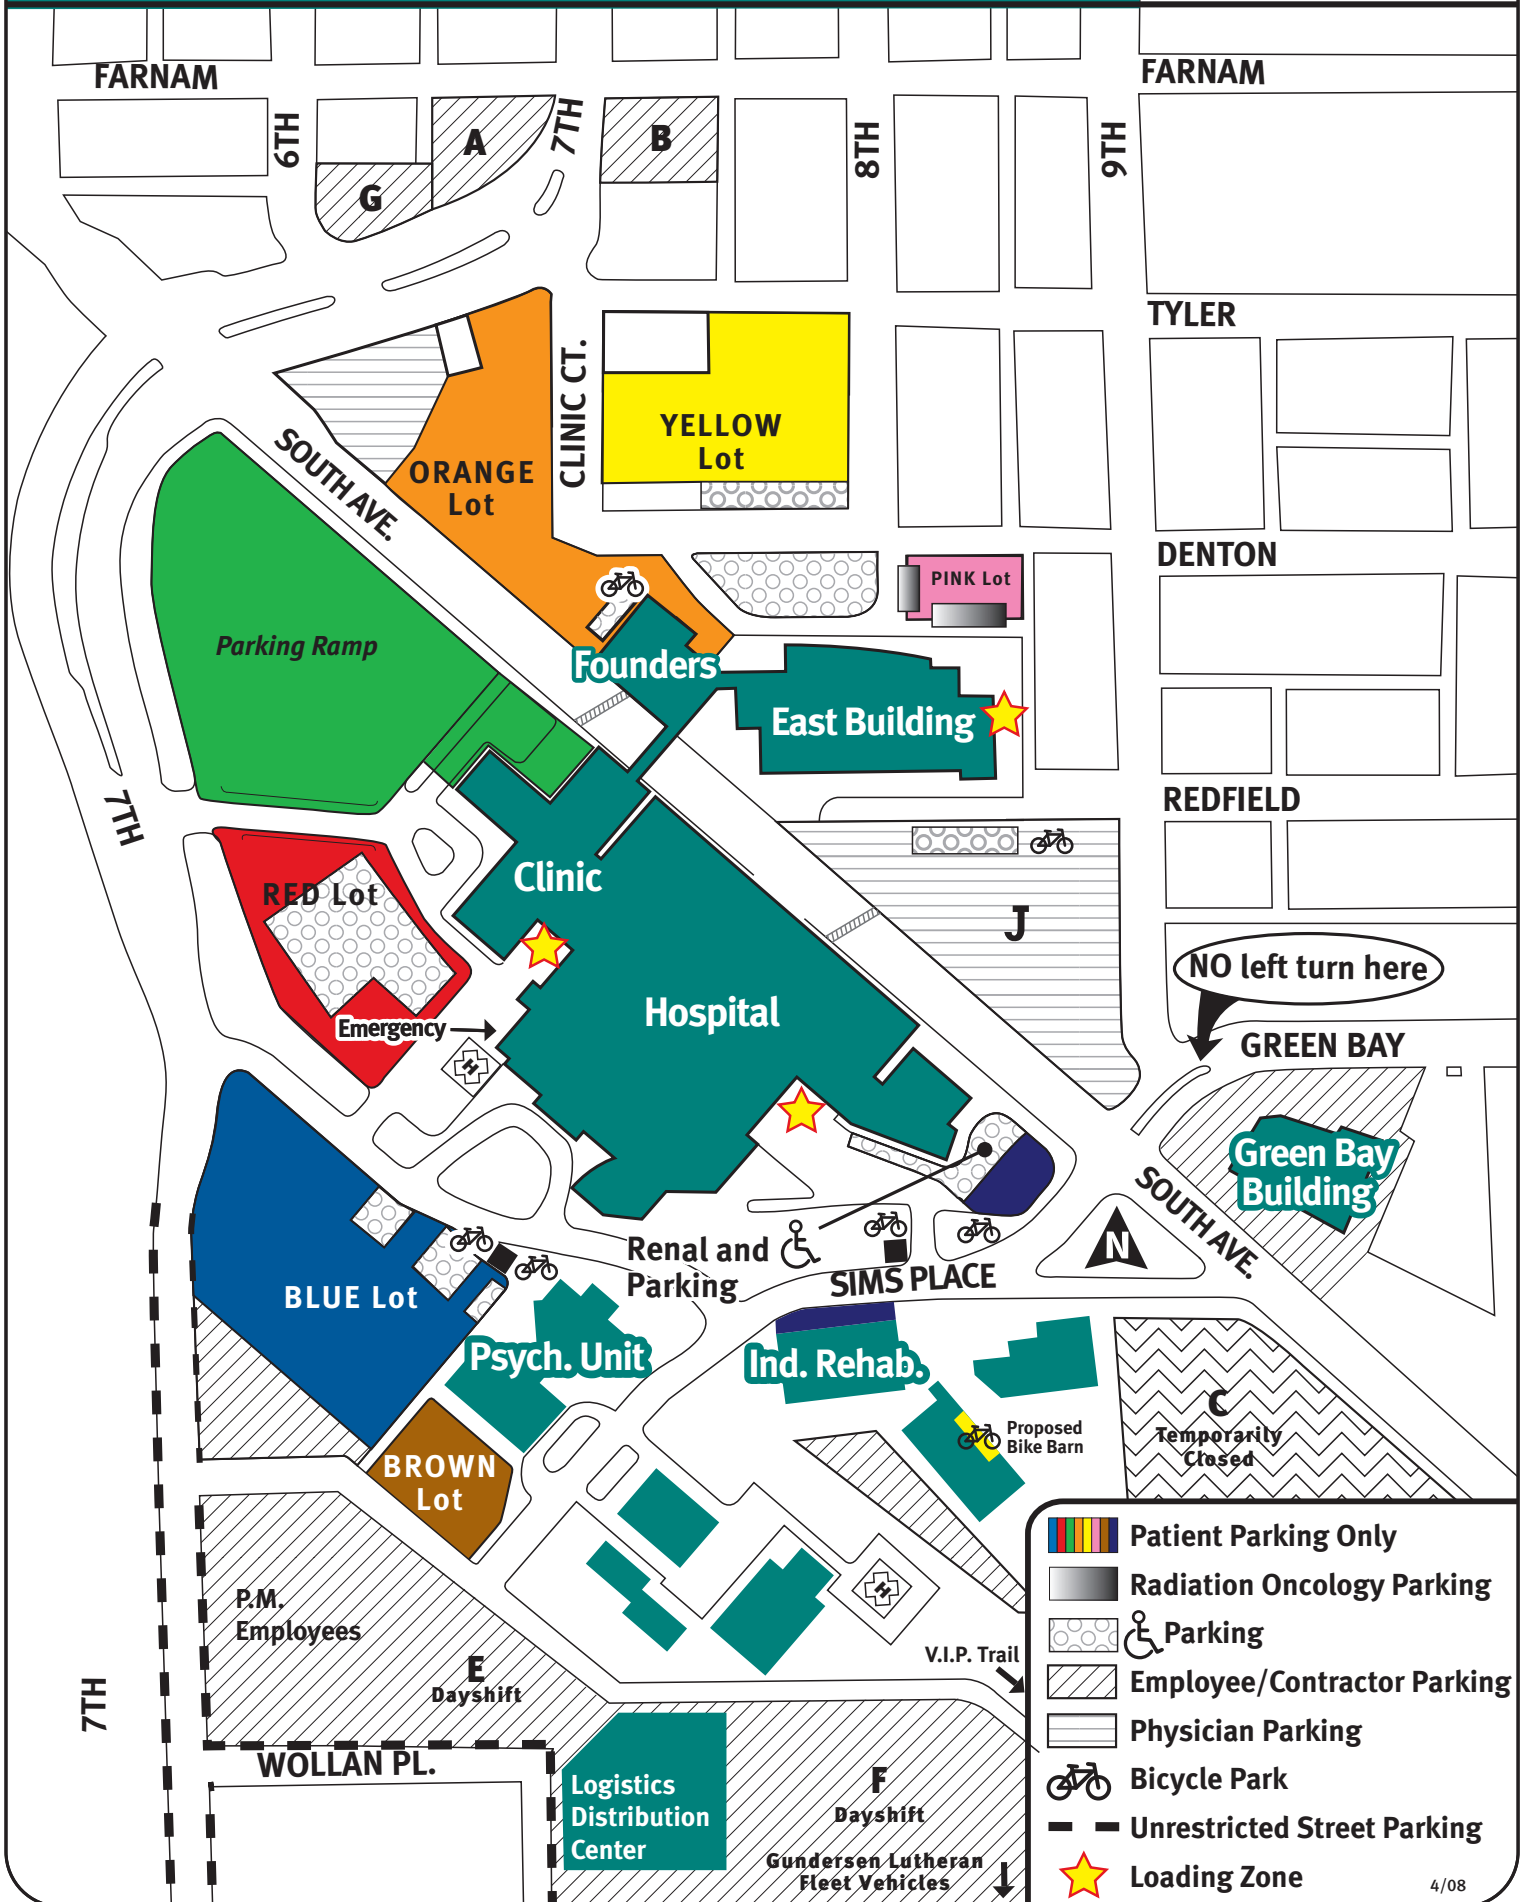 FARNAM
FARNAM
6TH
A
7TH
B
8TH
9TH
G
TYLER
CLINIC CT.
YELLOW
Lot
SOUTH AVE.
ORANGE
Lot
DENTON
PINK Lot
Parking Ramp
Founders
East Building
7TH
REDFIELD
Clinic
RED Lot
J
NO left turn here
Hospital
Emergency
H
GREEN BAY
Green Bay
Building
SOUTH AVE.
Renal and
Parking
N
SIMS PLACE
BLUE Lot
Psych. Unit
Ind. Rehab.
C
Temporarily
Closed
Proposed
Bike Barn
BROWN
Lot
H
P.M.
Employees
E
Dayshift
V.I.P. Trail
7TH
WOLLAN PL.
Logistics
Distribution
Center
F
Dayshift
Gundersen Lutheran
Fleet Vehicles
Patient Parking Only
Radiation Oncology Parking
Parking
Employee/Contractor Parking
Physician Parking
Bicycle Park
Unrestricted Street Parking
Loading Zone
4/08